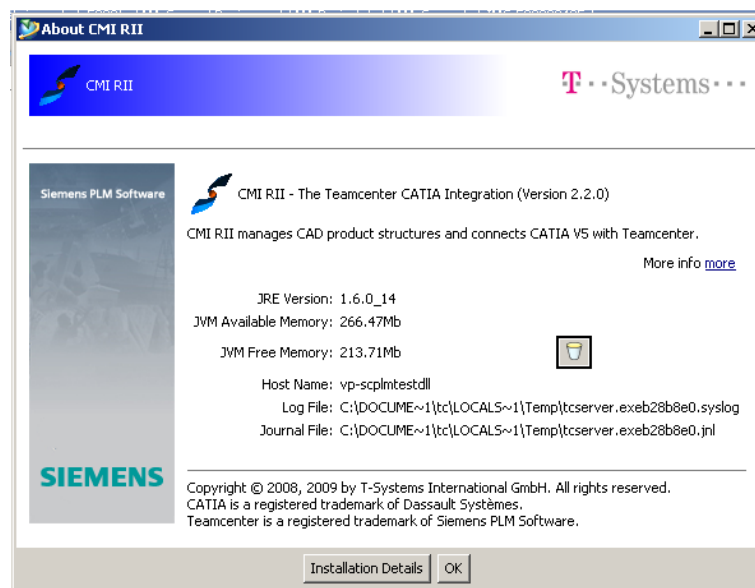 About CMI RII
CMI RII
T··Systems···
Siemens PLM Software
CMI RII - The Teamcenter CATIA Integration (Version 2.2.0)
CMI RII manages CAD product structures and connects CATIA V5 with Teamcenter.
More info more
JRE Version: 1.6.0_14
JVM Available Memory: 266.47Mb
JVM Free Memory: 213.71Mb
Host Name: vp-scplmtestdll
Log File: C:\DOCUME~1\tc\LOCALS~1\Temp\tcserver.exeb28b8e0.syslog
Journal File: C:\DOCUME~1\tc\LOCALS~1\Temp\tcserver.exeb28b8e0.jnl
SIEMENS
Copyright © 2008, 2009 by T-Systems International GmbH. All rights reserved.
CATIA is a registered trademark of Dassault Systèmes.
Teamcenter is a registered trademark of Siemens PLM Software.
Installation Details OK